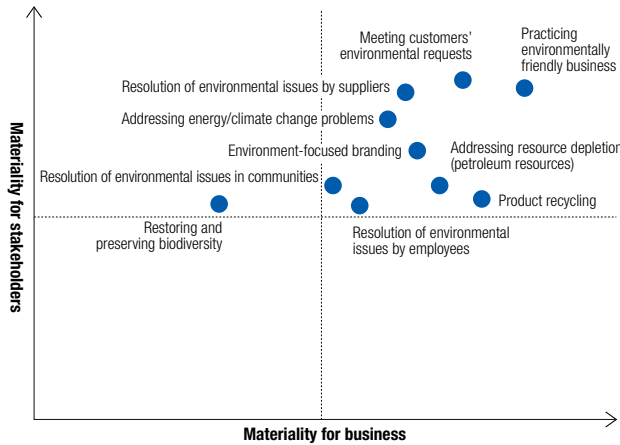 Meeting customers’
environmental requests
Practicing
environmentally
friendly business
Resolution of environmental issues by suppliers
Addressing energy/climate change problems
Environment-focused branding
Addressing resource depletion
(petroleum resources)
Resolution of environmental issues in communities
Product recycling
Restoring and
preserving biodiversity
Resolution of environmental
issues by employees
Materiality for stakeholders
Materiality for business